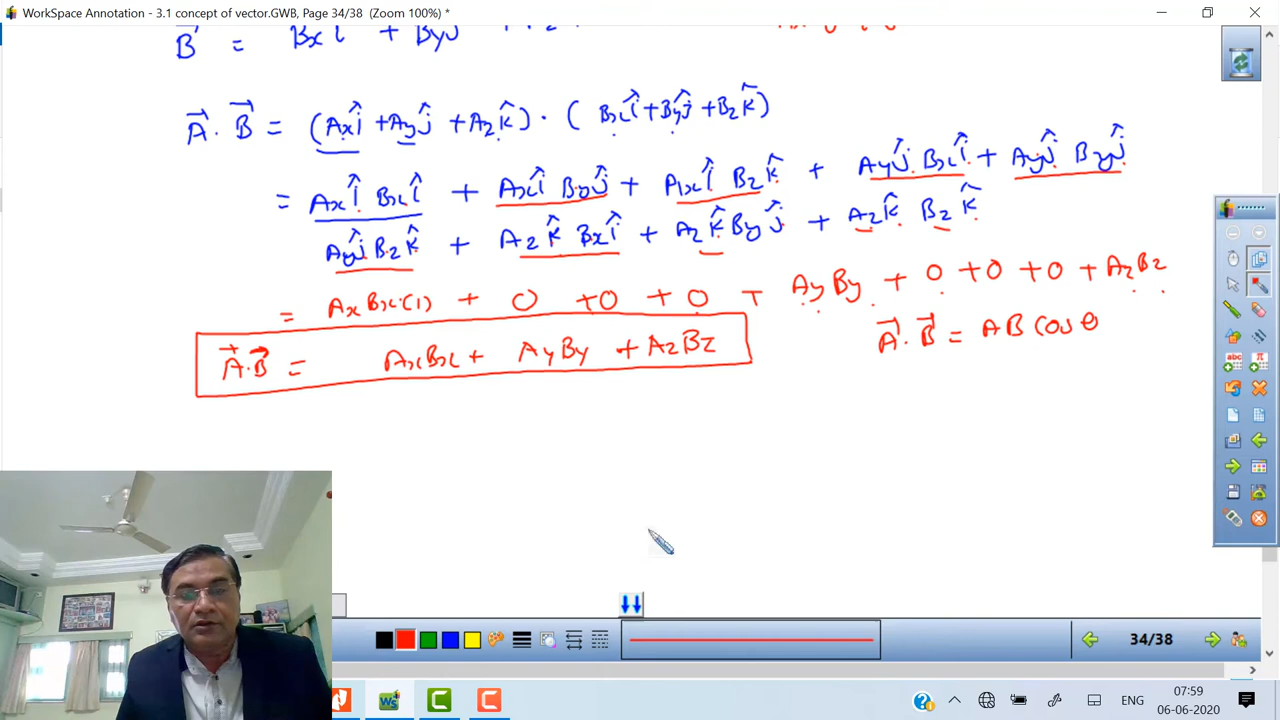 WorkSpace Annotation - 3.1 concept of vector.GWB, Page 34/38 (Zoom 100%) *
B⃗ = Bxî + Byĵ
A⃗. B⃗ = (Axî + Ayĵ + Azk̂) · (Bxî + Byĵ + Bzk̂)
= Axî Bxî + Axî Byĵ + Axî Bzk̂ + Ayĵ Bxî + Ayĵ Byĵ
Ayĵ Bzk̂ + Azk̂ Bxî + Azk̂ Byĵ + Azk̂ Bzk̂
= AxBx.(1) + 0 + 0 + 0 + AyBy + 0 + 0 + 0 + AzBz
A⃗.B⃗ = AxBx + AyBy + AzBz
A⃗.B⃗ = AB cos θ
34/38
ENG
07:59
06-06-2020